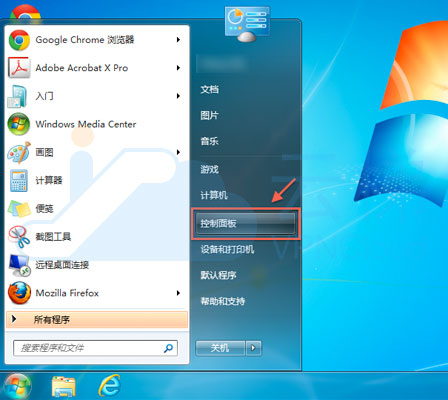 Google Chrome 浏览器
Adobe Acrobat X Pro
入门
Windows Media Center
画图
计算器
便笺
截图工具
远程桌面连接
Mozilla Firefox
所有程序
搜索程序和文件
文档
图片
音乐
游戏
计算机
控制面板
设备和打印机
默认程序
帮助和支持
关机